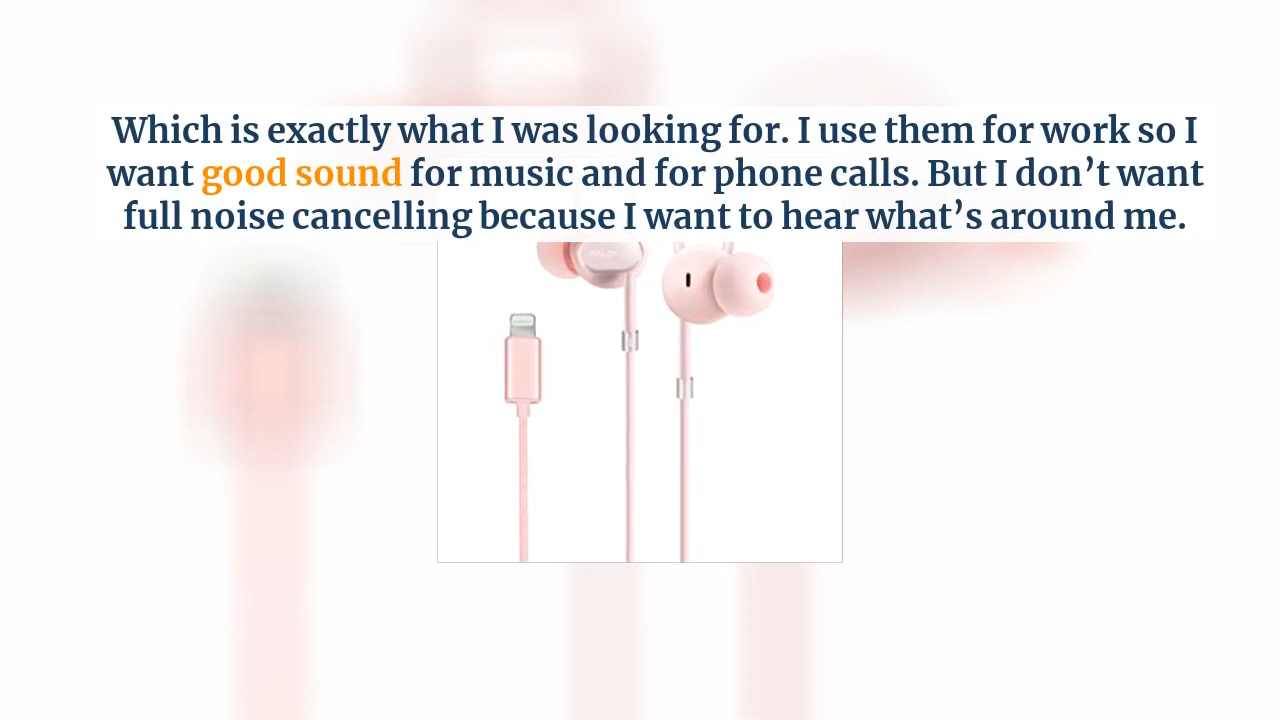 Which is exactly what I was looking for. I use them for work so I
want good sound for music and for phone calls. But I don’t want
full noise cancelling because I want to hear what’s around me.